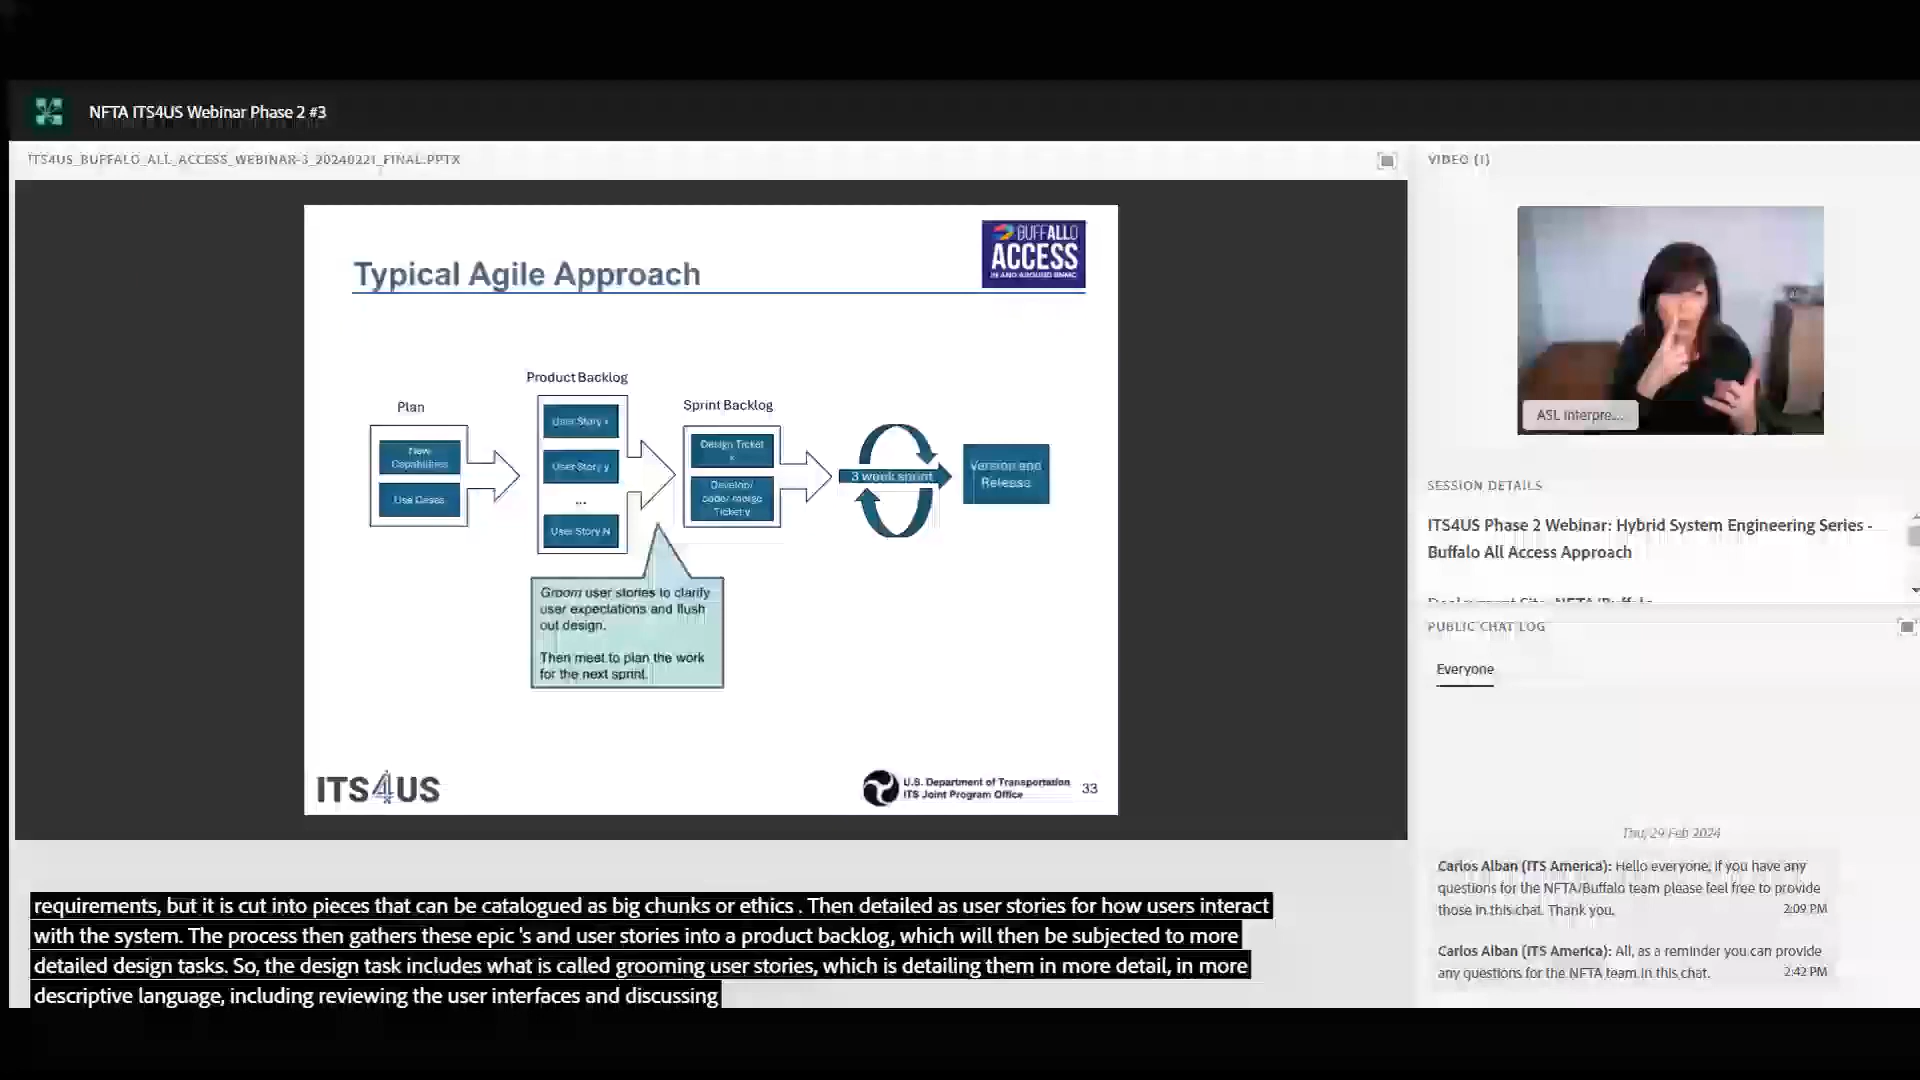 NFTA ITS4US Webinar Phase 2 #3
ITS4US_BUFFALO_ALL_ACCESS_WEBINAR-3_20240221_FINAL.PPTX
VIDEO (1)
BUFFALLO
ACCESS
IN AND AROUND BNMC
Typical Agile Approach
Product Backlog
Plan
Sprint Backlog
New
Capabilities
Use Cases
User Story x
User Story y
...
User Story N
Design Ticket
x
Develop/
code/ merge
Ticket y
3 week sprint
Version and
Release
Groom user stories to clarify
user expectations and flush
out design.
Then meet to plan the work
for the next sprint.
ITS4US
U.S. Department of Transportation
ITS Joint Program Office
33
ASL Interpre...
SESSION DETAILS
ITS4US Phase 2 Webinar: Hybrid System Engineering Series -
Buffalo All Access Approach
Deployment Site: NFTA/Buffalo
PUBLIC CHAT LOG
Everyone
Thu, 29 Feb 2024
Carlos Alban (ITS America): Hello everyone, if you have any
questions for the NFTA/Buffalo team please feel free to provide
those in this chat. Thank you. 2:09 PM
Carlos Alban (ITS America): All, as a reminder you can provide
any questions for the NFTA team in this chat. 2:42 PM
requirements, but it is cut into pieces that can be catalogued as big chunks or ethics . Then detailed as user stories for how users interact
with the system. The process then gathers these epic 's and user stories into a product backlog, which will then be subjected to more
detailed design tasks. So, the design task includes what is called grooming user stories, which is detailing them in more detail, in more
descriptive language, including reviewing the user interfaces and discussing